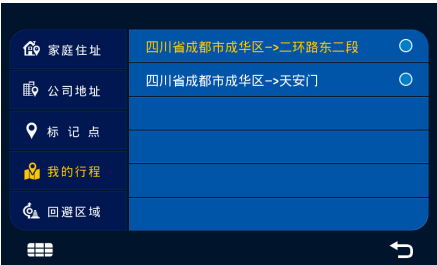 家庭住址
公司地址
标记点
我的行程
回避区域
四川省成都市成华区->二环路东二段
四川省成都市成华区->天安门